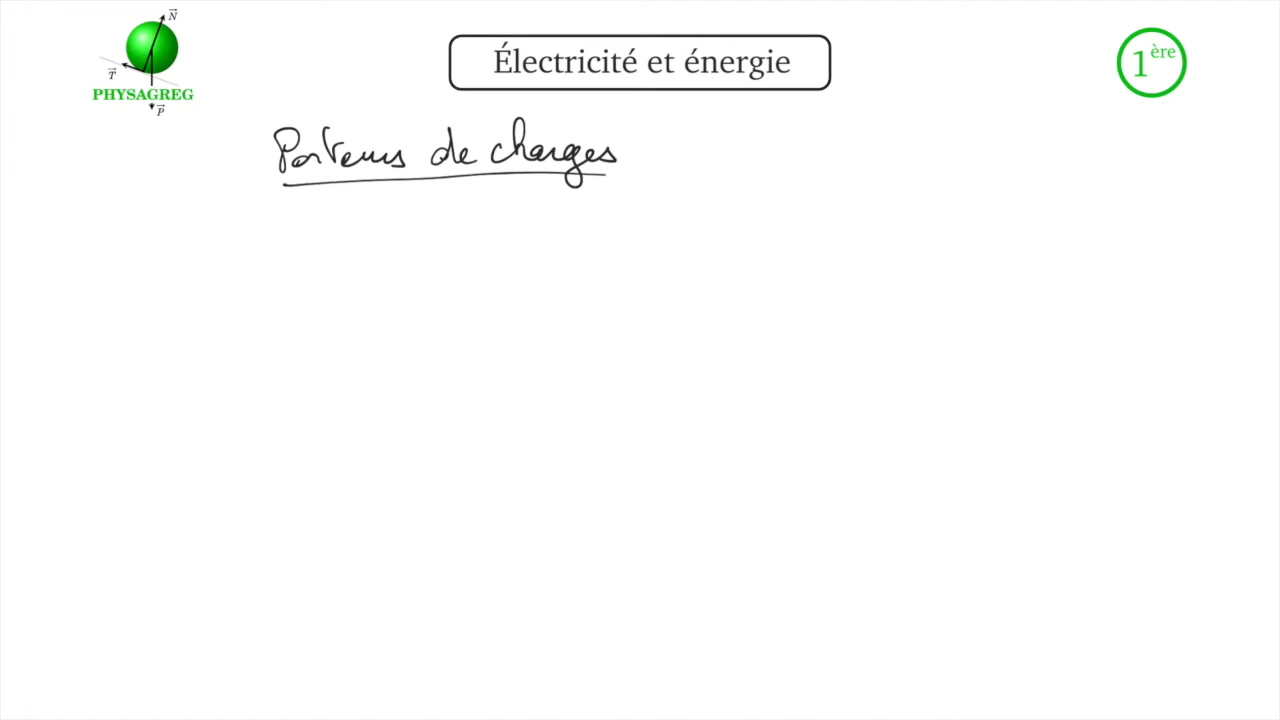 N
T
PHYSAGREG
P
Électricité et énergie
1ère
Porteurs de charges